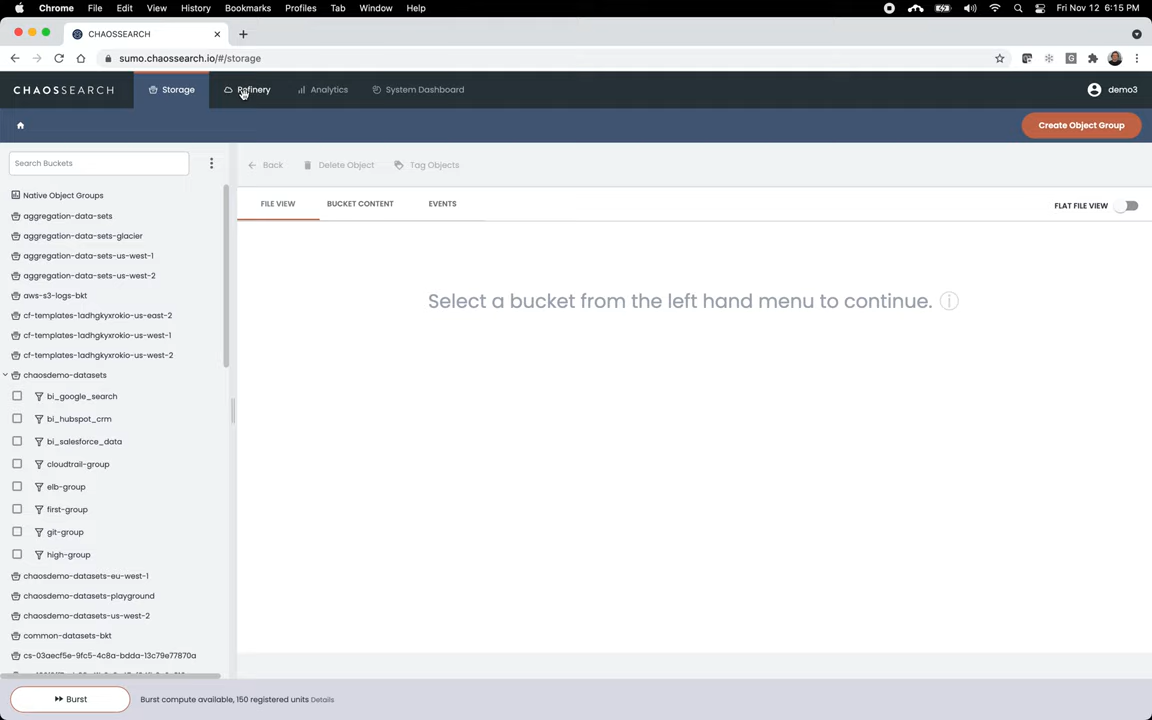 Chrome File Edit View History Bookmarks Profiles Tab Window Help Fri Nov 12 6:15 PM
CHAOSSEARCH
sumo.chaossearch.io/#/storage
CHAOSSEARCH Storage Refinery Analytics System Dashboard demo3
Create Object Group
Search Buckets
Back Delete Object Tag Objects
Native Object Groups
FILE VIEW BUCKET CONTENT EVENTS FLAT FILE VIEW
aggregation-data-sets
aggregation-data-sets-glacier
aggregation-data-sets-us-west-1
aggregation-data-sets-us-west-2
aws-s3-logs-bkt
Select a bucket from the left hand menu to continue.
cf-templates-1adhgkyxrokio-us-east-2
cf-templates-1adhgkyxrokio-us-west-1
cf-templates-1adhgkyxrokio-us-west-2
chaosdemo-datasets
bi_google_search
bi_hubspot_crm
bi_salesforce_data
cloudtrail-group
elb-group
first-group
git-group
high-group
chaosdemo-datasets-eu-west-1
chaosdemo-datasets-playground
chaosdemo-datasets-us-west-2
common-datasets-bkt
cs-03aecf5e-9fc5-4c8a-bdda-13c79e77870a
Burst Burst compute available, 150 registered units Details